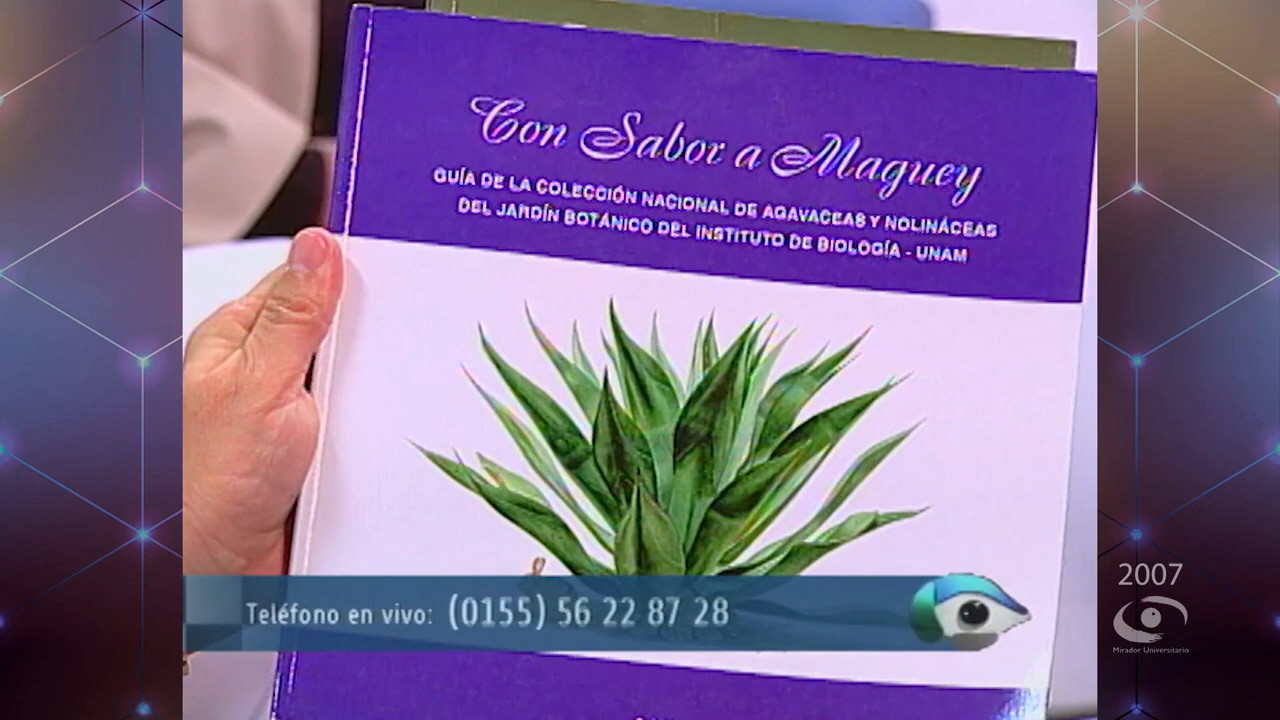 Con Sabor a Maguey
GUÍA DE LA COLECCIÓN NACIONAL DE AGAVACEAS Y NOLINÁCEAS
DEL JARDÍN BOTÁNICO DEL INSTITUTO DE BIOLOGÍA - UNAM
Teléfono en vivo: (0155) 56 22 87 28
2007
Mirador Universitario